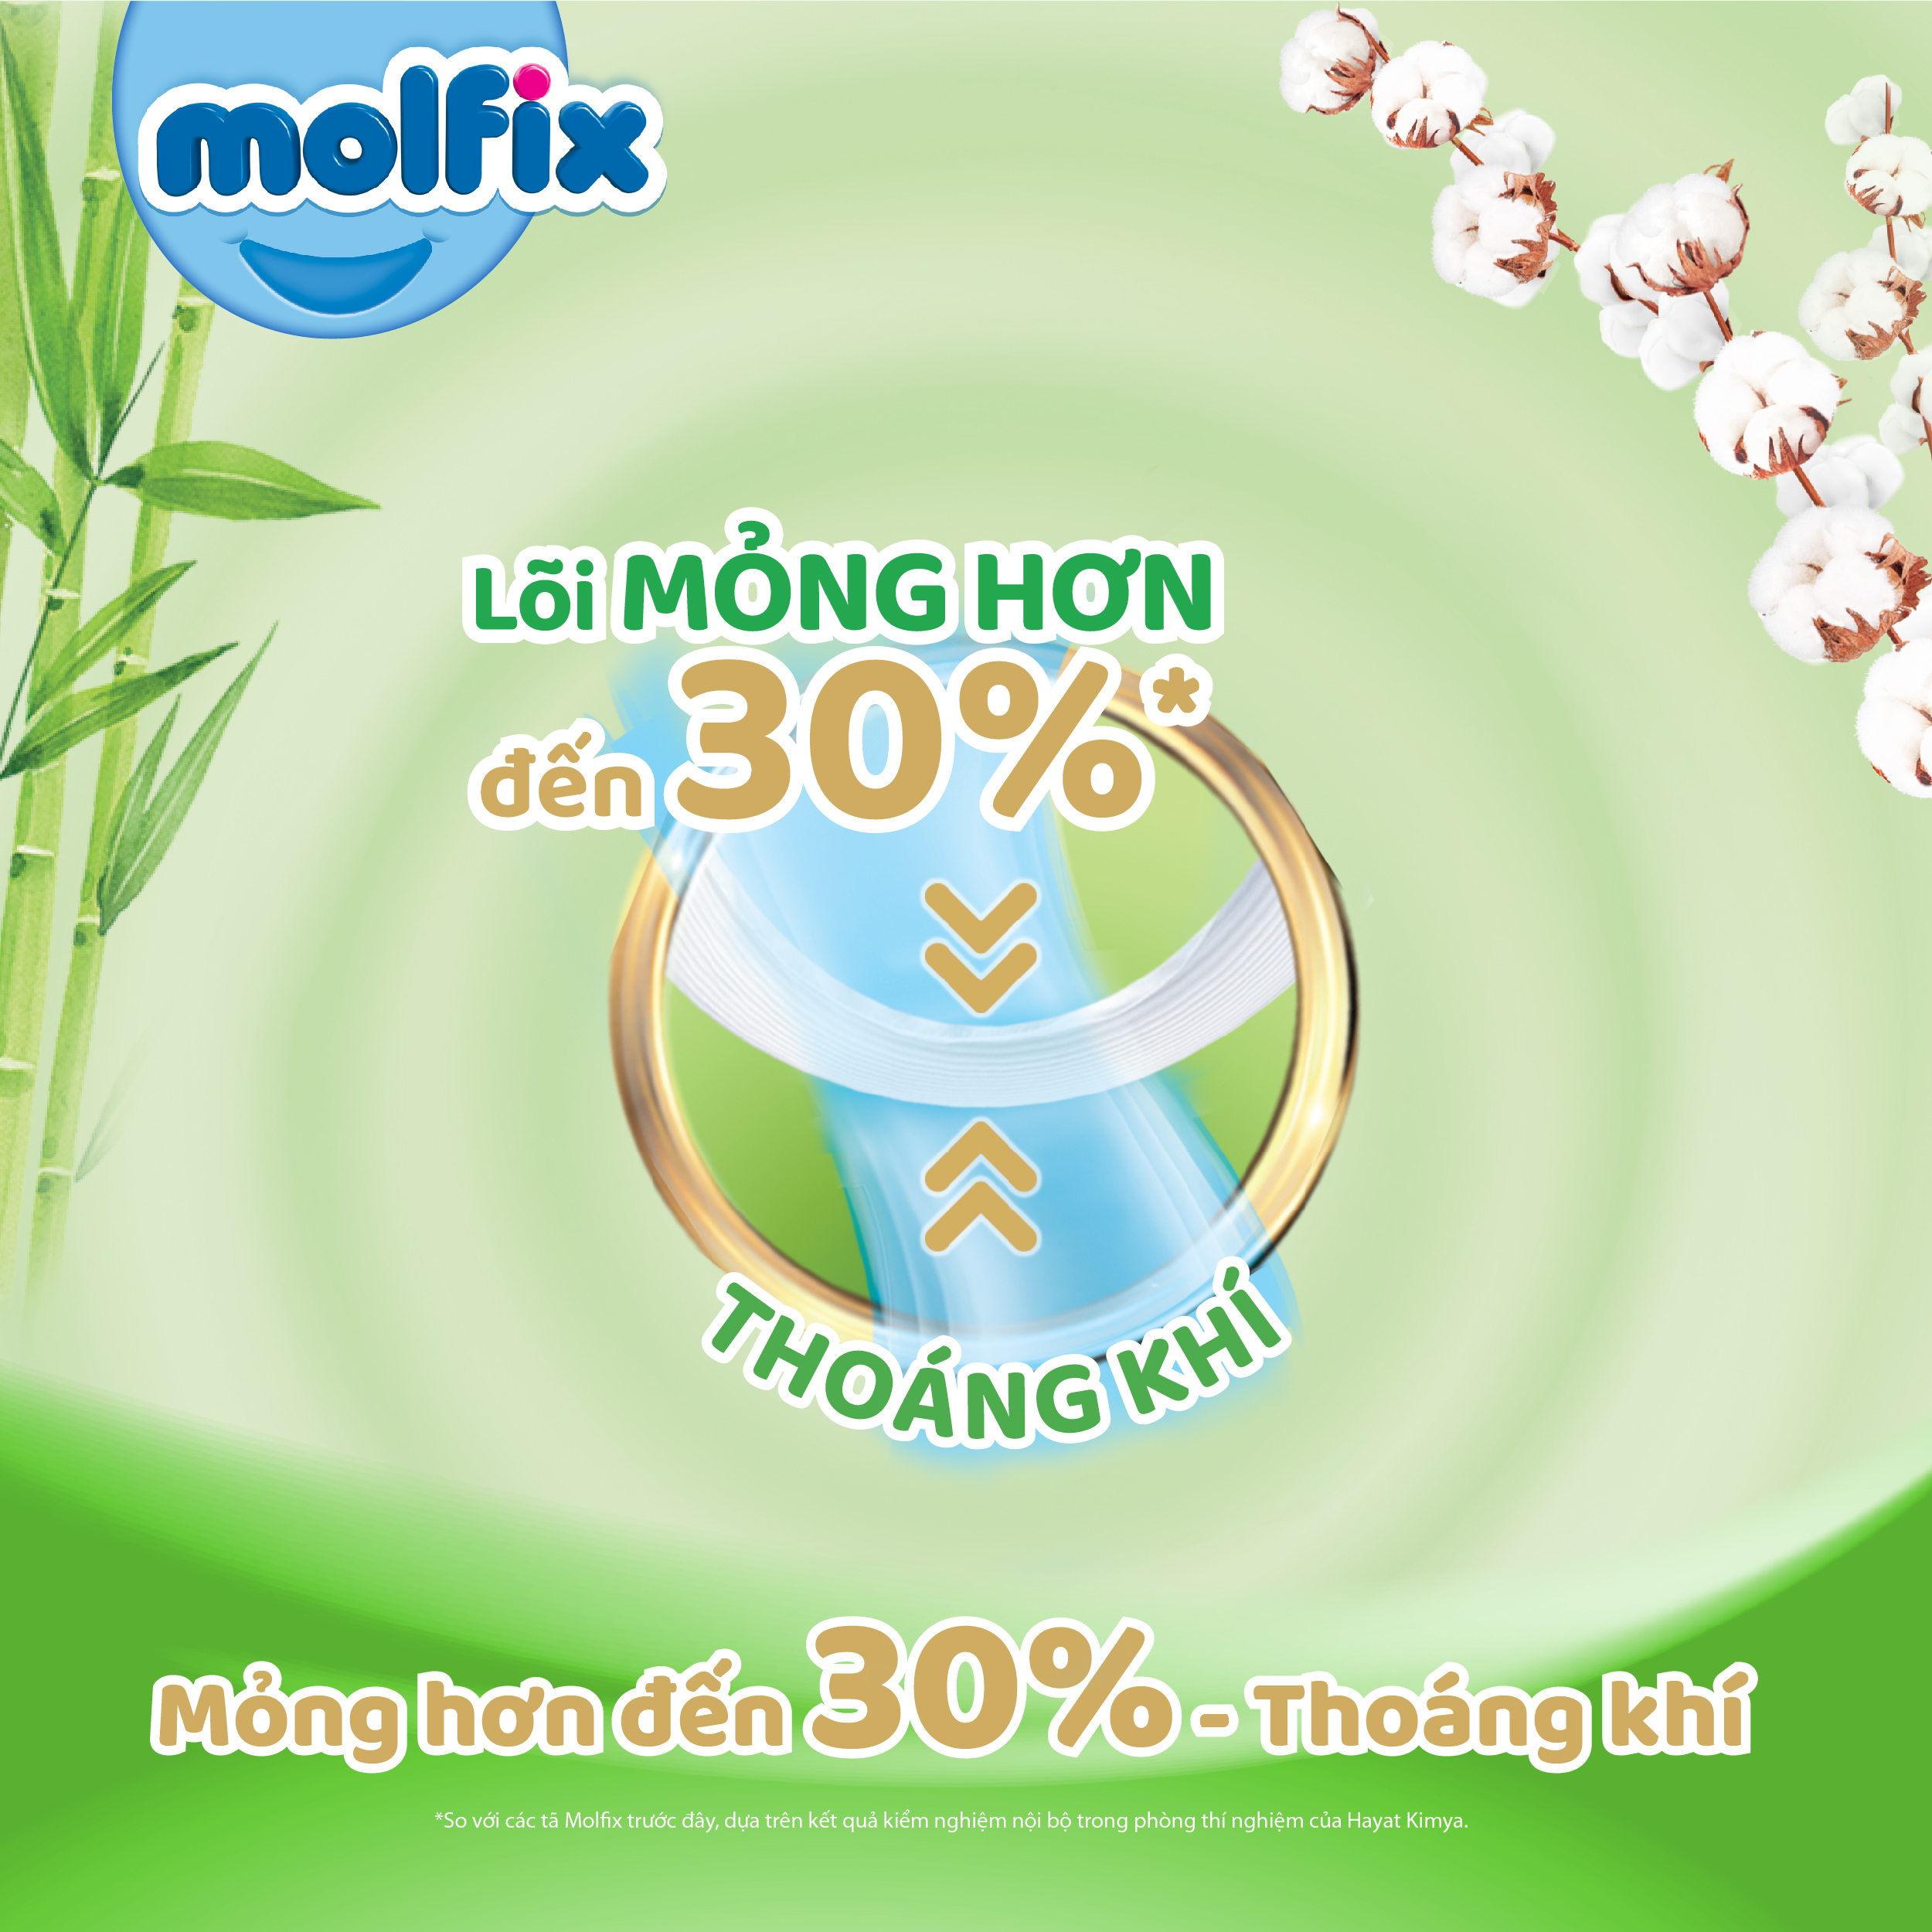 molfix
Lõi MỎNG HƠN
đến 30%*
THOÁNG KHÍ
Mỏng hơn đến 30% - Thoáng khí
*So với các tã Molfix trước đây, dựa trên kết quả kiểm nghiệm nội bộ trong phòng thí nghiệm của Hayat Kimya.